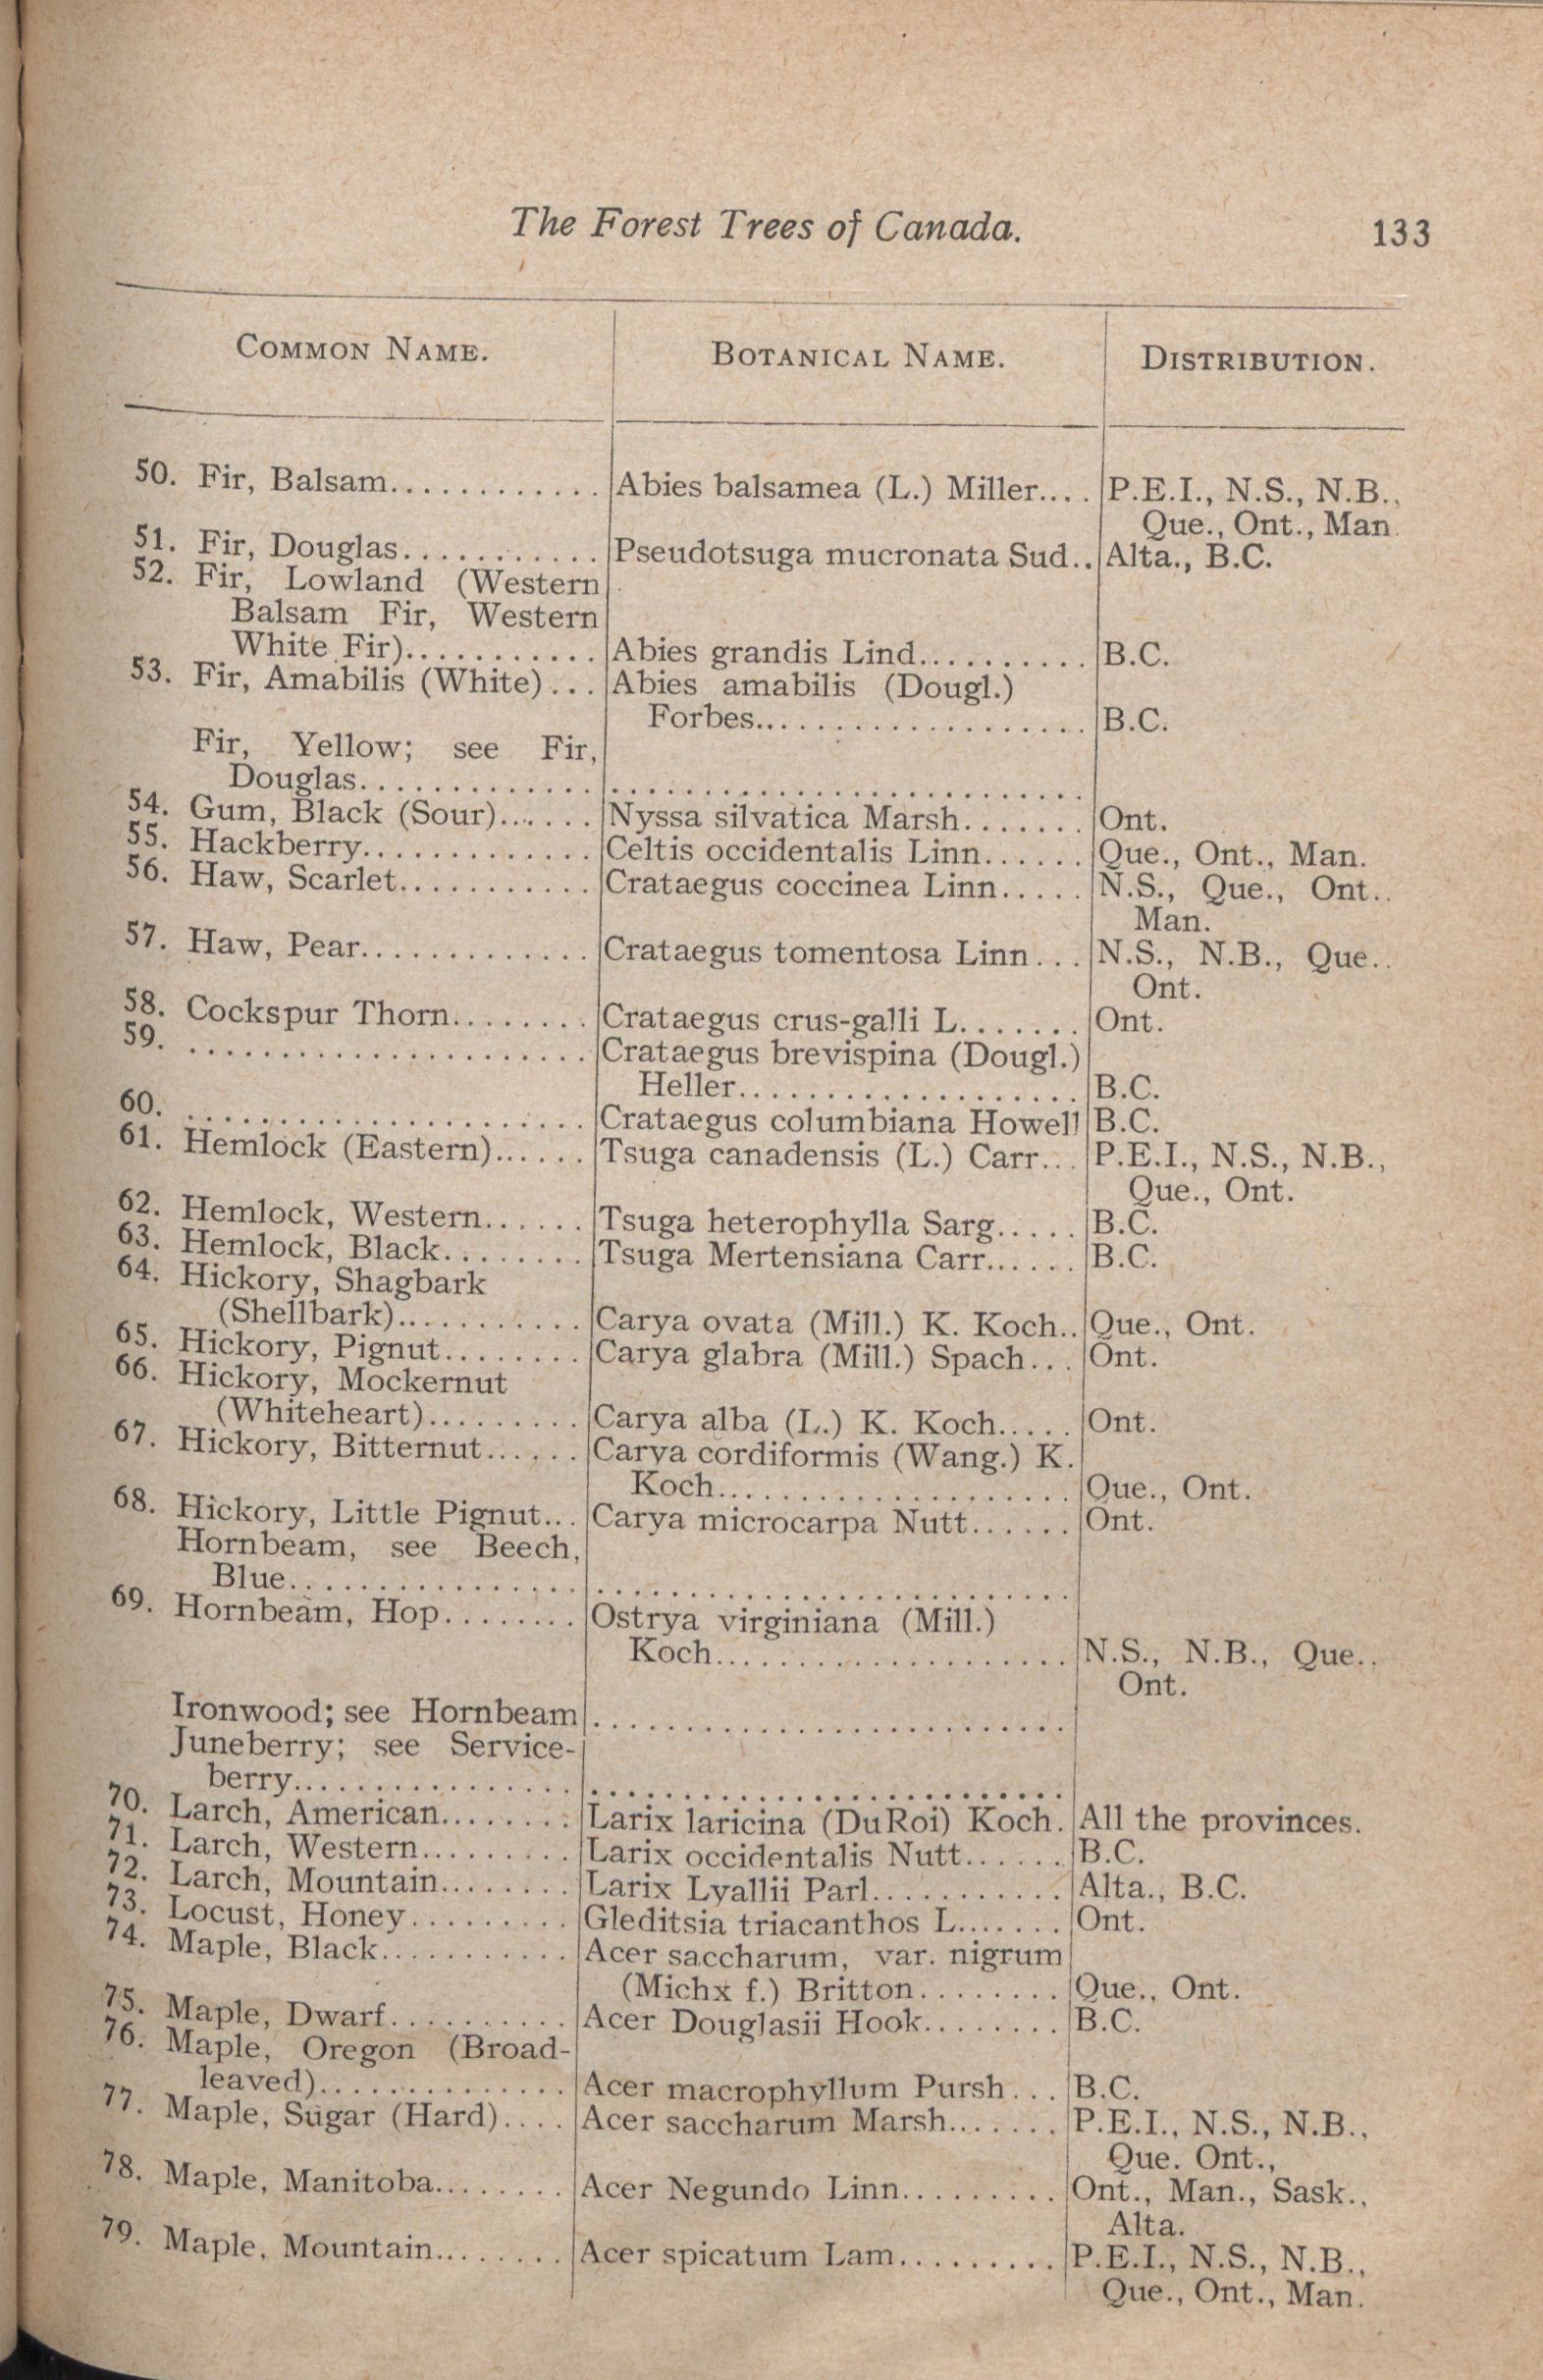 The Forest Trees of Canada. 133
COMMON NAME. BOTANICAL NAME. DISTRIBUTION.
50. Fir, Balsam............ Abies balsamea (L.) Miller.... P.E.I., N.S., N.B.,
Que., Ont., Man.
51. Fir, Douglas........... Pseudotsuga mucronata Sud.. Alta., B.C.
52. Fir, Lowland (Western
Balsam Fir, Western
White Fir)........... Abies grandis Lind.......... B.C.
53. Fir, Amabilis (White)... Abies amabilis (Dougl.)
Forbes.................. B.C.
Fir, Yellow; see Fir,
Douglas.......................................
54. Gum, Black (Sour)...... Nyssa silvatica Marsh....... Ont.
55. Hackberry............. Celtis occidentalis Linn...... Que., Ont., Man.
56. Haw, Scarlet........... Crataegus coccinea Linn..... N.S., Que., Ont..
Man.
57. Haw, Pear............. Crataegus tomentosa Linn... N.S., N.B., Que..
Ont.
58. Cockspur Thorn........ Crataegus crus-galli L....... Ont.
59. ...................... Crataegus brevispina (Dougl.)
Heller................... B.C.
60. ...................... Crataegus columbiana Howell B.C.
61. Hemlock (Eastern)...... Tsuga canadensis (L.) Carr... P.E.I., N.S., N.B.,
Que., Ont.
62. Hemlock, Western...... Tsuga heterophylla Sarg..... B.C.
63. Hemlock, Black........ Tsuga Mertensiana Carr...... B.C.
64. Hickory, Shagbark
(Shellbark)........... Carya ovata (Mill.) K. Koch.. Que., Ont.
65. Hickory, Pignut........ Carya glabra (Mill.) Spach... Ont.
66. Hickory, Mockernut
(Whiteheart)......... Carya alba (L.) K. Koch..... Ont.
67. Hickory, Bitternut...... Carya cordiformis (Wang.) K.
Koch.................... Que., Ont.
68. Hickory, Little Pignut... Carya microcarpa Nutt...... Ont.
Hornbeam, see Beech,
Blue..........................................
69. Hornbeam, Hop........ Ostrya virginiana (Mill.)
Koch.................... N.S., N.B., Que..
Ont.
Ironwood; see Hornbeam ..........................
Juneberry; see Service-
berry..........................................
70. Larch, American........ Larix laricina (DuRoi) Koch. All the provinces.
71. Larch, Western......... Larix occidentalis Nutt...... B.C.
72. Larch, Mountain........ Larix Lyallii Parl........... Alta., B.C.
73. Locust, Honey......... Gleditsia triacanthos L....... Ont.
74. Maple, Black........... Acer saccharum, var. nigrum
(Michx f.) Britton........ Que., Ont.
75. Maple, Dwarf.......... Acer Douglasii Hook........ B.C.
76. Maple, Oregon (Broad-
leaved).............. Acer macrophyllum Pursh... B.C.
77. Maple, Sugar (Hard).... Acer saccharum Marsh....... P.E.I., N.S., N.B.,
Que. Ont.,
78. Maple, Manitoba........ Acer Negundo Linn......... Ont., Man., Sask.,
Alta.
79. Maple, Mountain........ Acer spicatum Lam......... P.E.I., N.S., N.B.,
Que., Ont., Man.